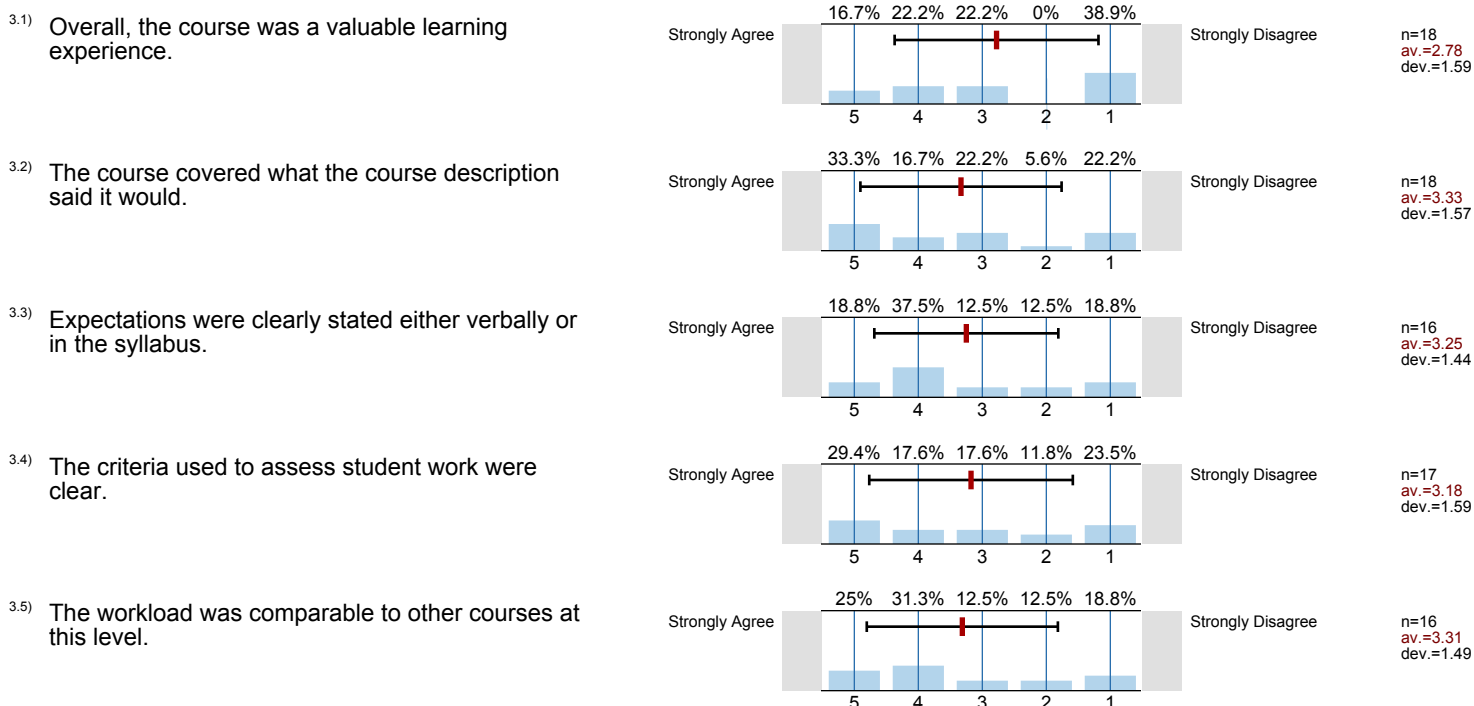 3.1) Overall, the course was a valuable learning
experience.
16.7% 22.2% 22.2% 0% 38.9%
Strongly Agree
Strongly Disagree
n=18
av.=2.78
dev.=1.59
5 4 3 2 1
3.2) The course covered what the course description
said it would.
33.3% 16.7% 22.2% 5.6% 22.2%
Strongly Agree
Strongly Disagree
n=18
av.=3.33
dev.=1.57
5 4 3 2 1
3.3) Expectations were clearly stated either verbally or
in the syllabus.
18.8% 37.5% 12.5% 12.5% 18.8%
Strongly Agree
Strongly Disagree
n=16
av.=3.25
dev.=1.44
5 4 3 2 1
3.4) The criteria used to assess student work were
clear.
29.4% 17.6% 17.6% 11.8% 23.5%
Strongly Agree
Strongly Disagree
n=17
av.=3.18
dev.=1.59
5 4 3 2 1
3.5) The workload was comparable to other courses at
this level.
25% 31.3% 12.5% 12.5% 18.8%
Strongly Agree
Strongly Disagree
n=16
av.=3.31
dev.=1.49
5 4 3 2 1